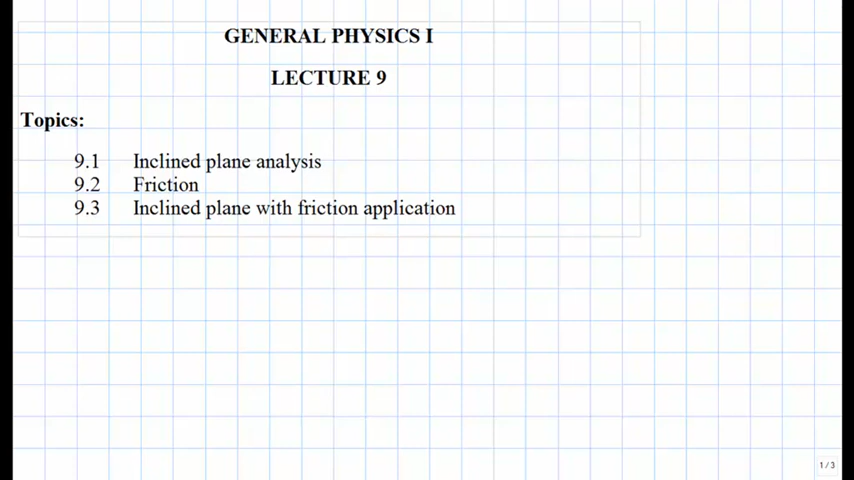 GENERAL PHYSICS I
LECTURE 9
Topics:
9.1 Inclined plane analysis
9.2 Friction
9.3 Inclined plane with friction application
1 / 3